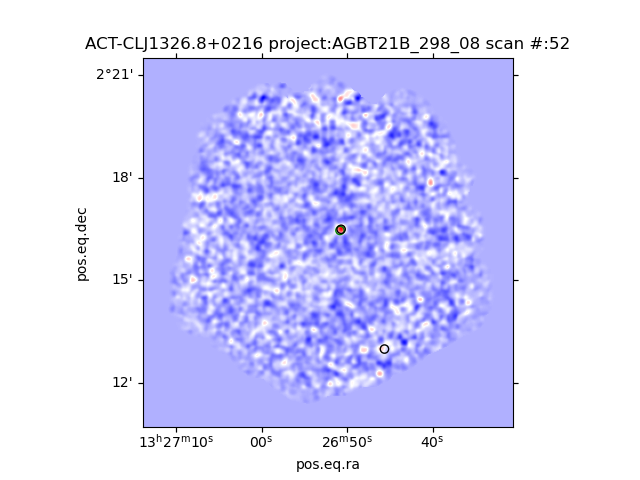 ACT-CLJ1326.8+0216 project:AGBT21B_298_08 scan #:52
2°21'
18'
15'
12'
pos.eq.dec
13ʰ27ᵐ10ˢ 00ˢ 26ᵐ50ˢ 40ˢ
pos.eq.ra